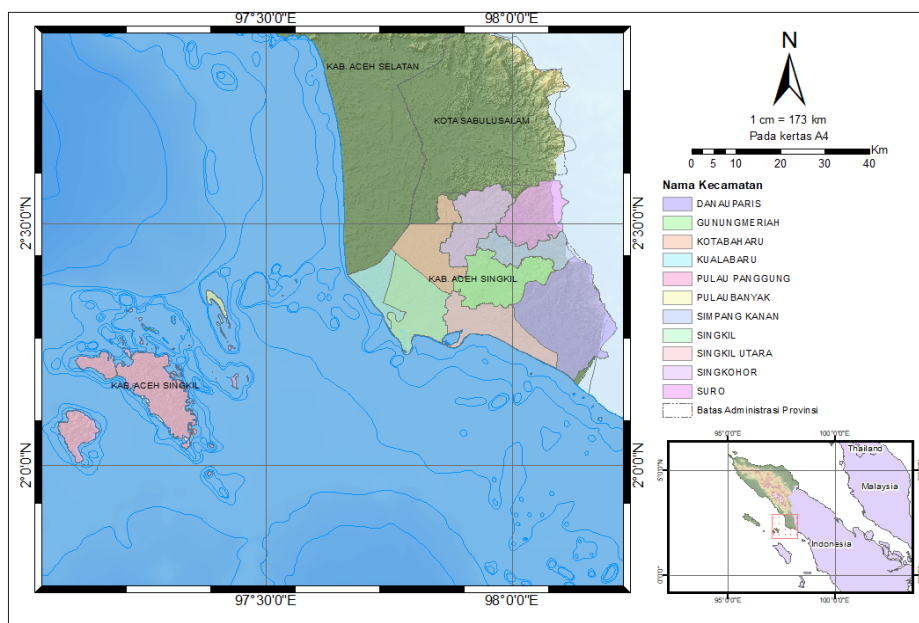 97°30'0"E
98°0'0"E
KAB. ACEH SELATAN
KOTA SABULUSALAM
2°30'0"N
2°30'0"N
KAB. ACEH SINGKIL
KAB. ACEH SINGKIL
2°0'0"N
2°0'0"N
97°30'0"E
98°0'0"E
N
1 cm = 173 km
Pada kertas A4
Km
0 5 10 20 30 40
Nama Kecamatan
DANAUPARIS
GUNUNGMERIAH
KOTABAHARU
KUALABARU
PULAU PANGGUNG
PULAUBANYAK
SIMPANG KANAN
SINGKIL
SINGKIL UTARA
SINGKOHOR
SURO
Batas Administrasi Provinsi
95°0'0"E
100°0'0"E
Thailand
Malaysia
Indonesia
5°0'0"N
0°0'0"
95°0'0"E
100°0'0"E